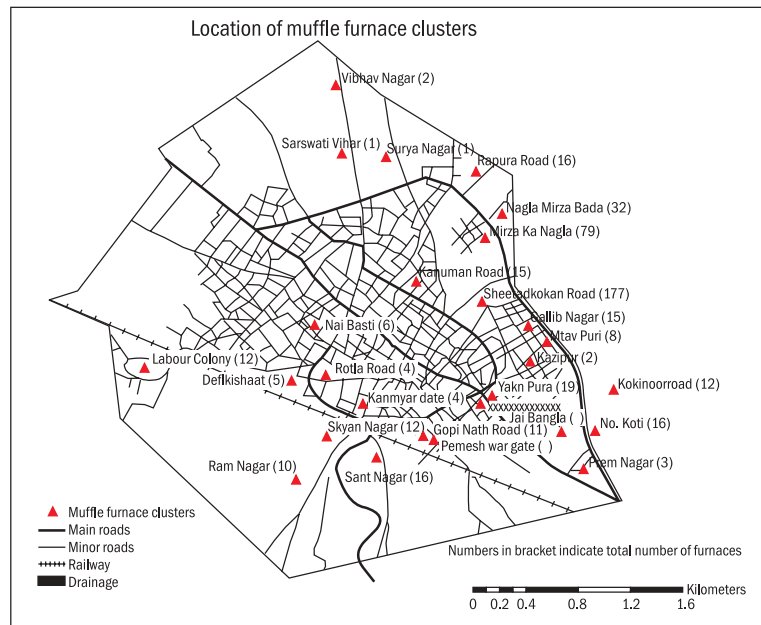 Location of muffle furnace clusters
Vibhav Nagar (2)
Sarswati Vihar (1)
Surya Nagar (1)
Rapura Road (16)
Nagla Mirza Bada (32)
Mirza Ka Nagla (79)
Kanuman Road (15)
Sheetadkokan Road (177)
Gallib Nagar (15)
Nai Basti (6)
Mtav Puri (8)
Labour Colony (12)
Kazipur (2)
Rotla Road (4)
Deflkishaat (5)
Yakn Pura (19)
Kokinoorroad (12)
Kanmyar date (4)
XXXXXXXXXXXXXX
Jai Bangla ( )
Skyan Nagar (12)
Gopi Nath Road (11)
No. Koti (16)
Pemesh war gate ( )
Ram Nagar (10)
Sant Nagar (16)
Prem Nagar (3)
Muffle furnace clusters
Main roads
Minor roads
Railway
Drainage
Numbers in bracket indicate total number of furnaces
Kilometers
0 0.2 0.4 0.8 1.2 1.6